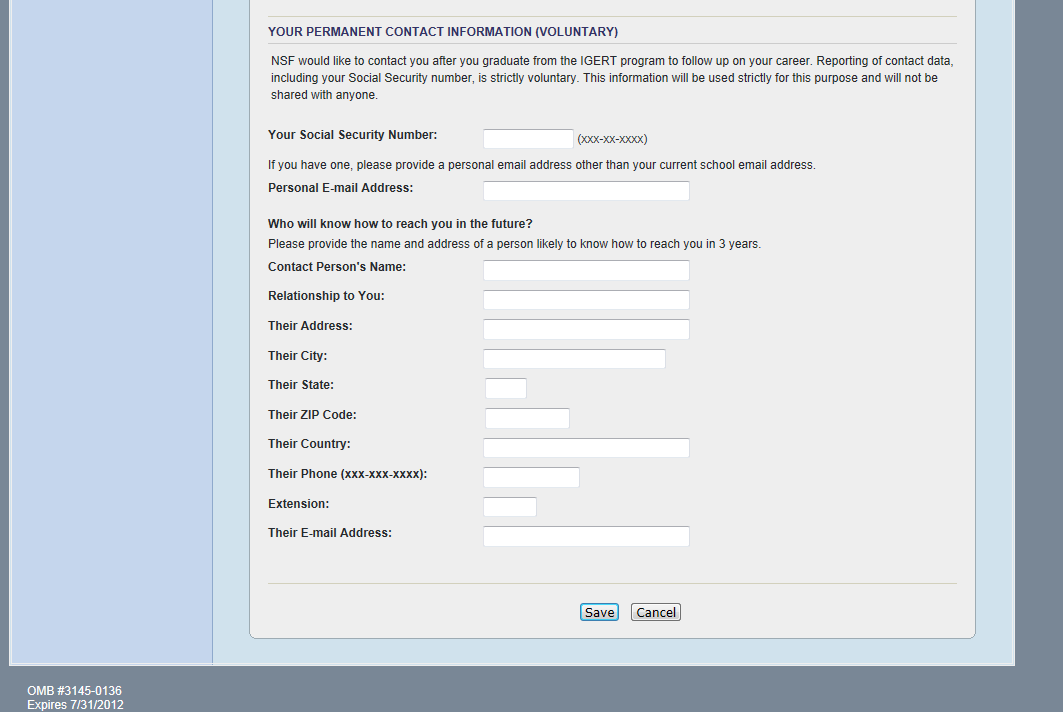 YOUR PERMANENT CONTACT INFORMATION (VOLUNTARY)
NSF would like to contact you after you graduate from the IGERT program to follow up on your career. Reporting of contact data,
including your Social Security number, is strictly voluntary. This information will be used strictly for this purpose and will not be
shared with anyone.
Your Social Security Number: (xxx-xx-xxxx)
If you have one, please provide a personal email address other than your current school email address.
Personal E-mail Address:
Who will know how to reach you in the future?
Please provide the name and address of a person likely to know how to reach you in 3 years.
Contact Person's Name:
Relationship to You:
Their Address:
Their City:
Their State:
Their ZIP Code:
Their Country:
Their Phone (xxx-xxx-xxxx):
Extension:
Their E-mail Address:
Save Cancel
OMB #3145-0136
Expires 7/31/2012